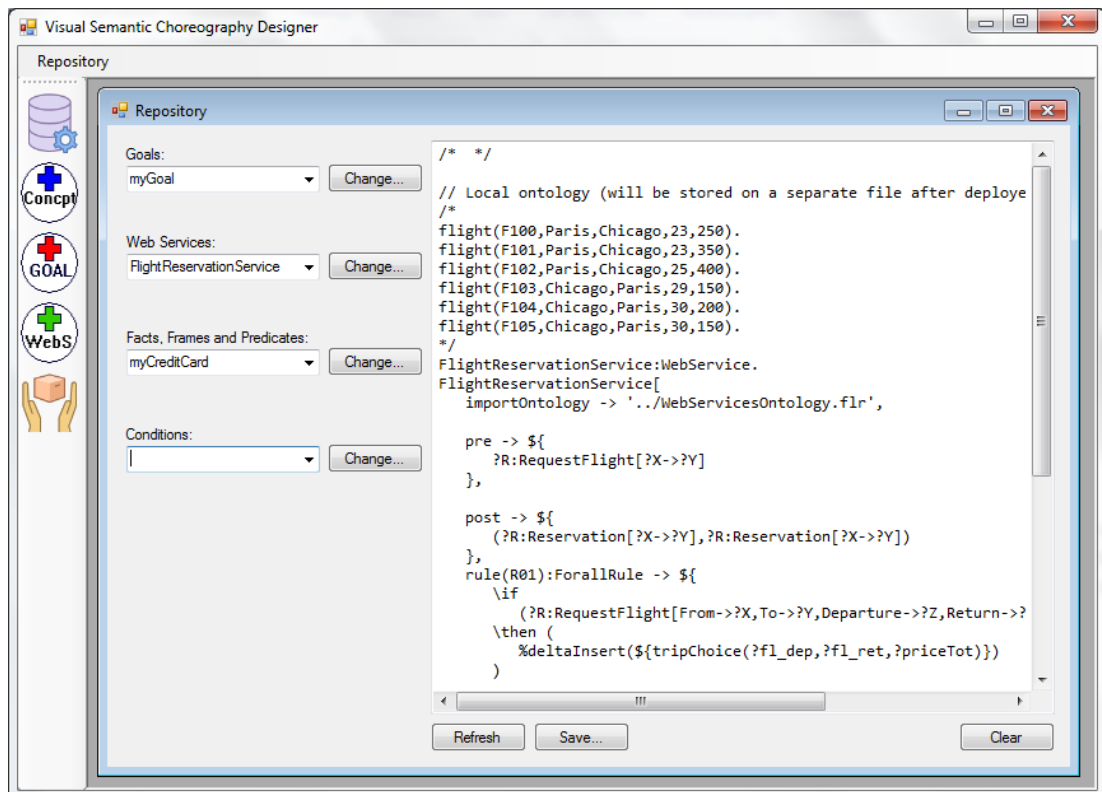 Visual Semantic Choreography Designer
Repository
Concpt
GOAL
WebS
Repository
Goals:
myGoal
Change...
Web Services:
FlightReservationService
Change...
Facts, Frames and Predicates:
myCreditCard
Change...
Conditions:
Change...
/*  */
// Local ontology (will be stored on a separate file after deploye
/*
flight(F100,Paris,Chicago,23,250).
flight(F101,Paris,Chicago,23,350).
flight(F102,Paris,Chicago,25,400).
flight(F103,Chicago,Paris,29,150).
flight(F104,Chicago,Paris,30,200).
flight(F105,Chicago,Paris,30,150).
*/
FlightReservationService:WebService.
FlightReservationService[
   importOntology -> '../WebServicesOntology.flr',
   pre -> ${
      ?R:RequestFlight[?X->?Y]
   },
   post -> ${
      (?R:Reservation[?X->?Y],?R:Reservation[?X->?Y])
   },
   rule(R01):ForallRule -> ${
      \if
         (?R:RequestFlight[From->?X,To->?Y,Departure->?Z,Return->?
      \then (
         %deltaInsert(${tripChoice(?fl_dep,?fl_ret,?priceTot)})
      )
Refresh
Save...
Clear